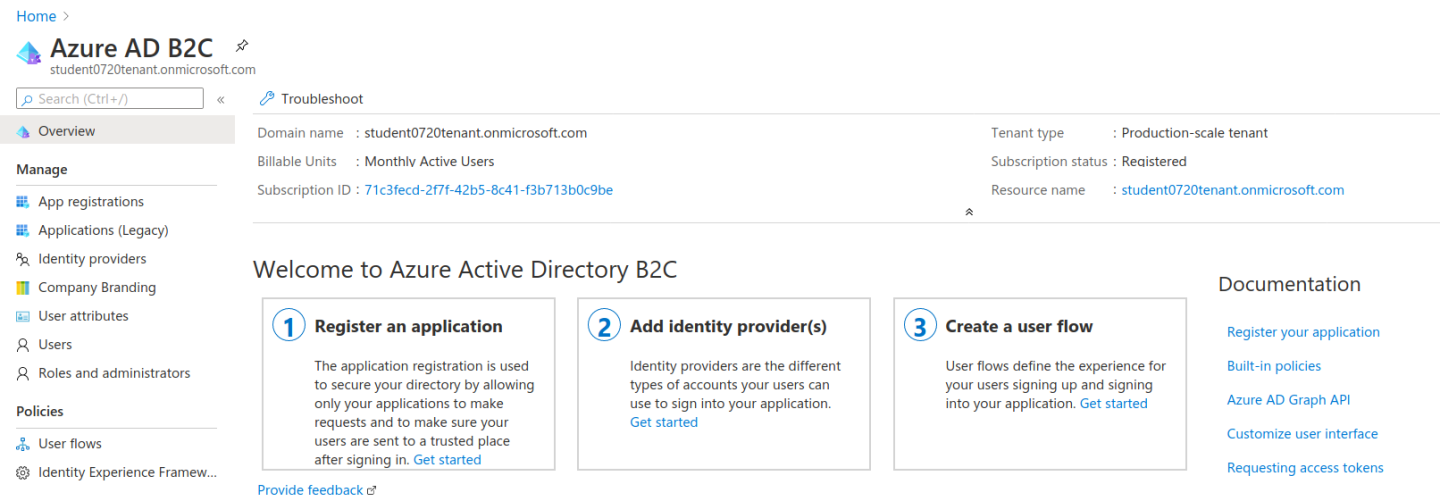 Home >
Azure AD B2C
student0720tenant.onmicrosoft.com
Search (Ctrl+/)
«
Overview
Manage
App registrations
Applications (Legacy)
Identity providers
Company Branding
User attributes
Users
Roles and administrators
Policies
User flows
Identity Experience Framew...
Troubleshoot
Domain name : student0720tenant.onmicrosoft.com
Billable Units : Monthly Active Users
Subscription ID : 71c3fecd-2f7f-42b5-8c41-f3b713b0c9be
Tenant type : Production-scale tenant
Subscription status : Registered
Resource name : student0720tenant.onmicrosoft.com
Welcome to Azure Active Directory B2C
1 Register an application
The application registration is used
to secure your directory by allowing
only your applications to make
requests and to make sure your
users are sent to a trusted place
after signing in. Get started
2 Add identity provider(s)
Identity providers are the different
types of accounts your users can
use to sign into your application.
Get started
3 Create a user flow
User flows define the experience for
your users signing up and signing
into your application. Get started
Provide feedback
Documentation
Register your application
Built-in policies
Azure AD Graph API
Customize user interface
Requesting access tokens